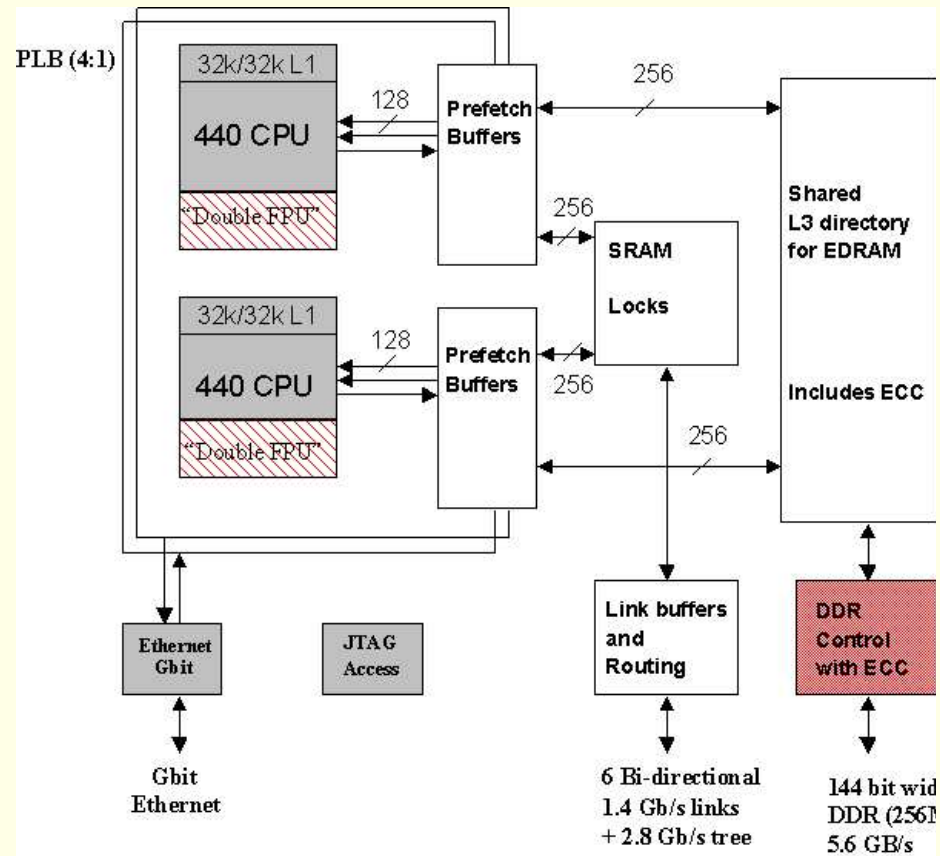 PLB (4:1)
32k/32k L1
440 CPU
"Double FPU"
128
Prefetch
Buffers
256
256
SRAM
Locks
Shared
L3 directory
for EDRAM
Includes ECC
32k/32k L1
440 CPU
"Double FPU"
128
Prefetch
Buffers
256
256
Ethernet
Gbit
JTAG
Access
Link buffers
and
Routing
DDR
Control
with ECC
Gbit
Ethernet
6 Bi-directional
1.4 Gb/s links
+ 2.8 Gb/s tree
144 bit wid
DDR (256M
5.6 GB/s